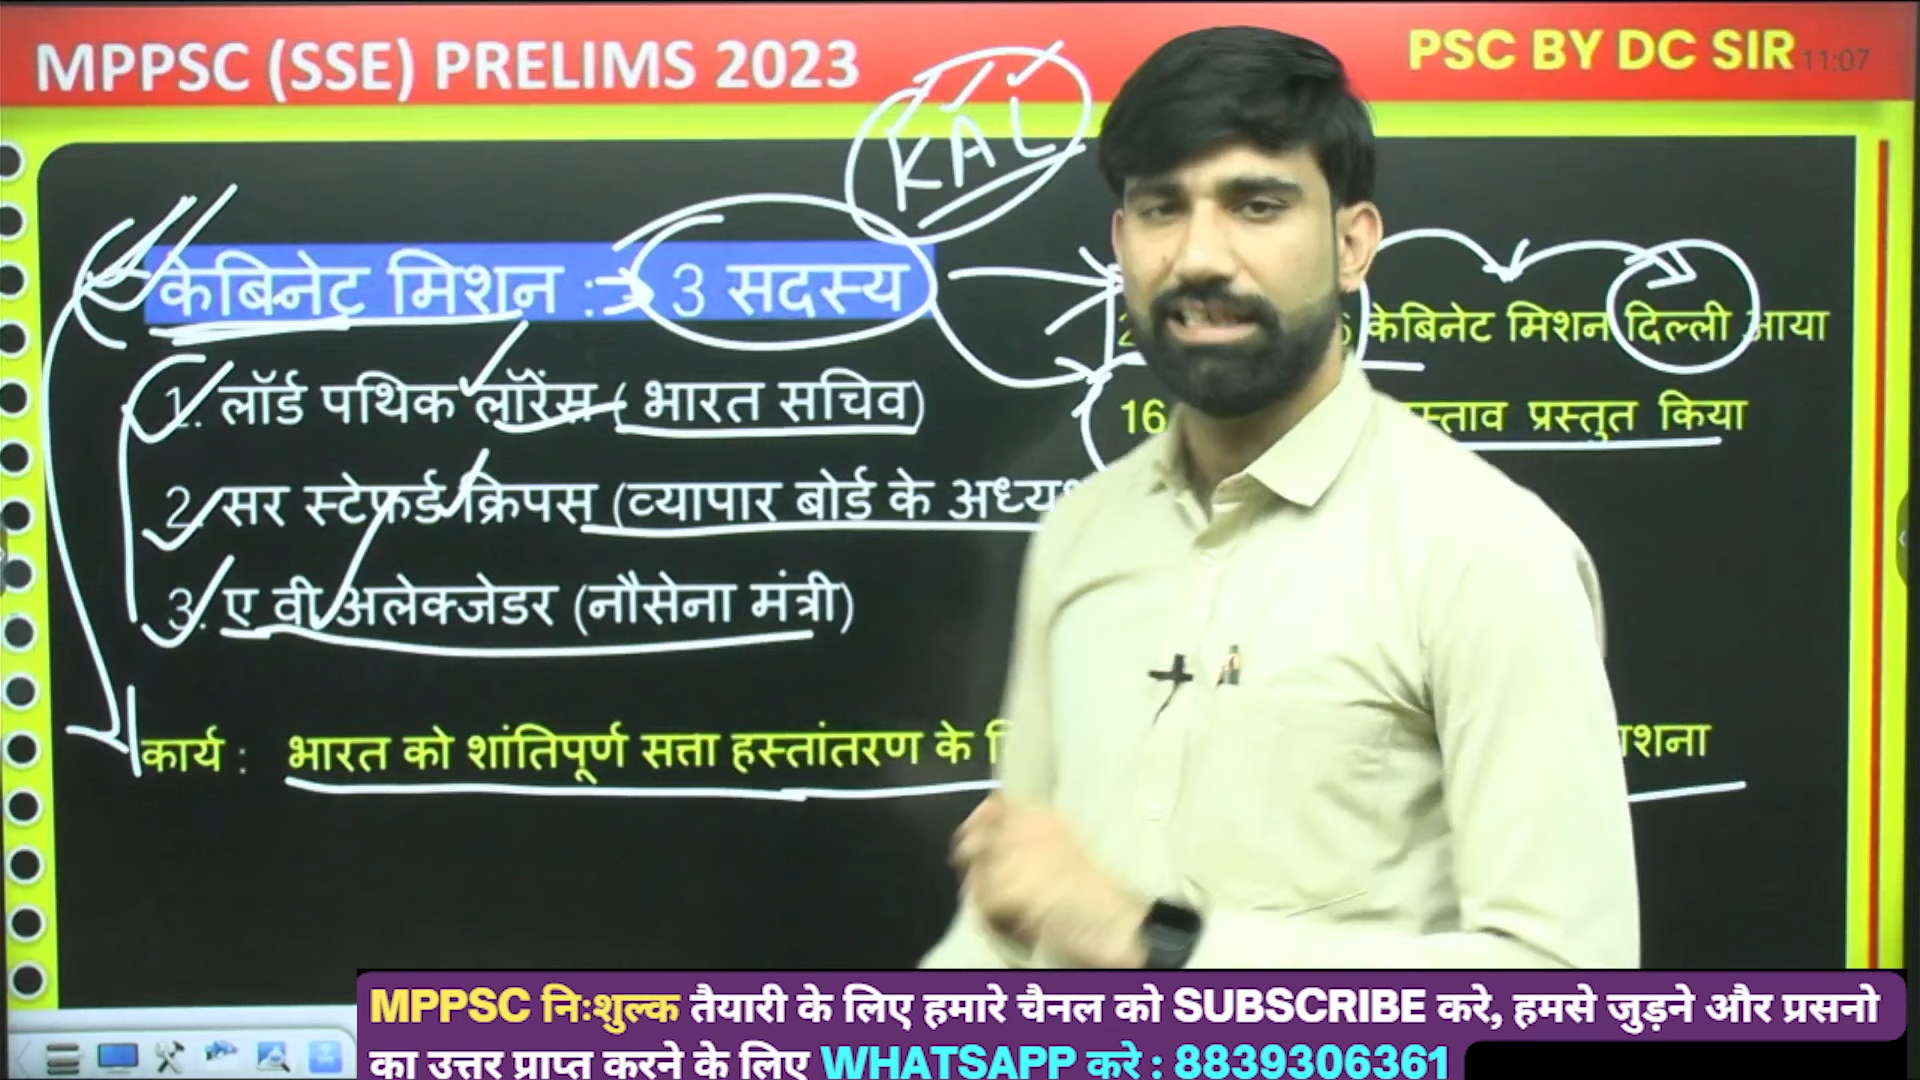 MPPSC (SSE) PRELIMS 2023
PSC BY DC SIR 11:07
KAL
केबिनेट मिशन : 3 सदस्य
केबिनेट मिशन दिल्ली आया
1. लॉर्ड पथिक लॉरेंस ( भारत सचिव)
16 प्रस्तुत किया
2. सर स्टेफर्ड क्रिपस (व्यापार बोर्ड के
3. ए वी अलेक्जेडर (नौसेना मंत्री)
कार्य : भारत को शांतिपूर्ण सत्ता हस्तांतरण के
MPPSC नि:शुल्क तैयारी के लिए हमारे चैनल को SUBSCRIBE करे, हमसे जुड़ने और प्रसनो
का उत्तर प्राप्त करने के लिए WHATSAPP करे : 8839306361